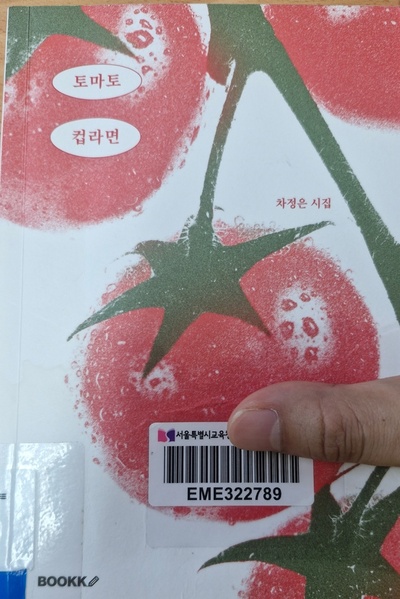 토마토
컵라면
차정은 시집
서울특별시교육청
EME322789
BOOKK